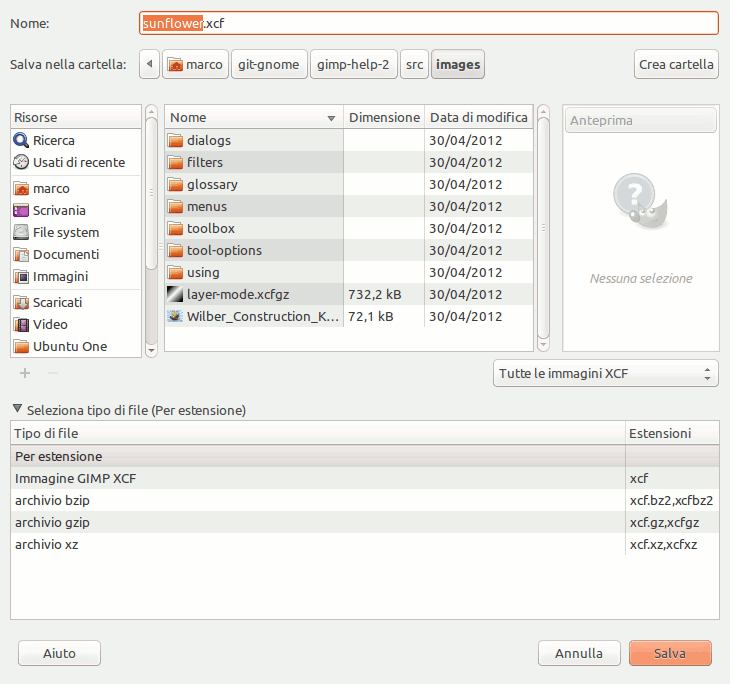 Nome: sunflower.xcf
Salva nella cartella: marco git-gnome gimp-help-2 src images Crea cartella
Risorse
Ricerca
Usati di recente
marco
Scrivania
File system
Documenti
Immagini
Scaricati
Video
Ubuntu One
Nome Dimensione Data di modifica
dialogs 30/04/2012
filters 30/04/2012
glossary 30/04/2012
menus 30/04/2012
toolbox 30/04/2012
tool-options 30/04/2012
using 30/04/2012
layer-mode.xcfgz 732,2 kB 30/04/2012
Wilber_Construction_K... 72,1 kB 30/04/2012
Anteprima
Nessuna selezione
Tutte le immagini XCF
Seleziona tipo di file (Per estensione)
Tipo di file Estensioni
Per estensione
Immagine GIMP XCF xcf
archivio bzip xcf.bz2,xcfbz2
archivio gzip xcf.gz,xcfgz
archivio xz xcf.xz,xcfxz
Aiuto Annulla Salva